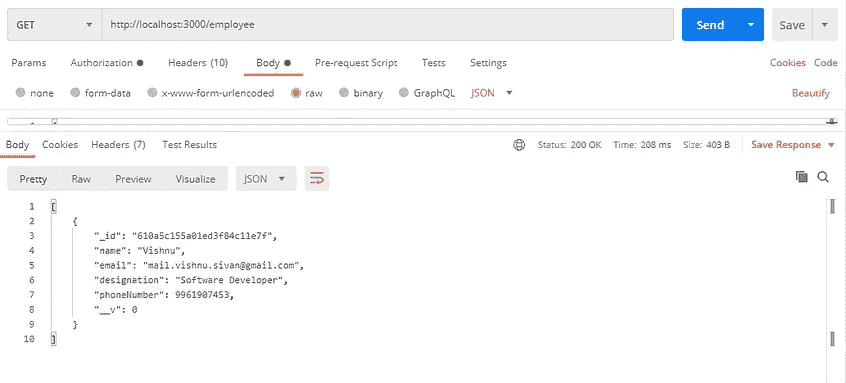 GET http://localhost:3000/employee Send Save
Params Authorization Headers (10) Body Pre-request Script Tests Settings Cookies Code
none form-data x-www-form-urlencoded raw binary GraphQL JSON Beautify
Body Cookies Headers (7) Test Results Status: 200 OK Time: 208 ms Size: 403 B Save Response
Pretty Raw Preview Visualize JSON
1 [
2 {
3 "_id": "610a5c155a01ed3f84c11e7f",
4 "name": "Vishnu",
5 "email": "mail.vishnu.sivan@gmail.com",
6 "designation": "Software Developer",
7 "phoneNumber": 9961907453,
8 "__v": 0
9 }
10 ]